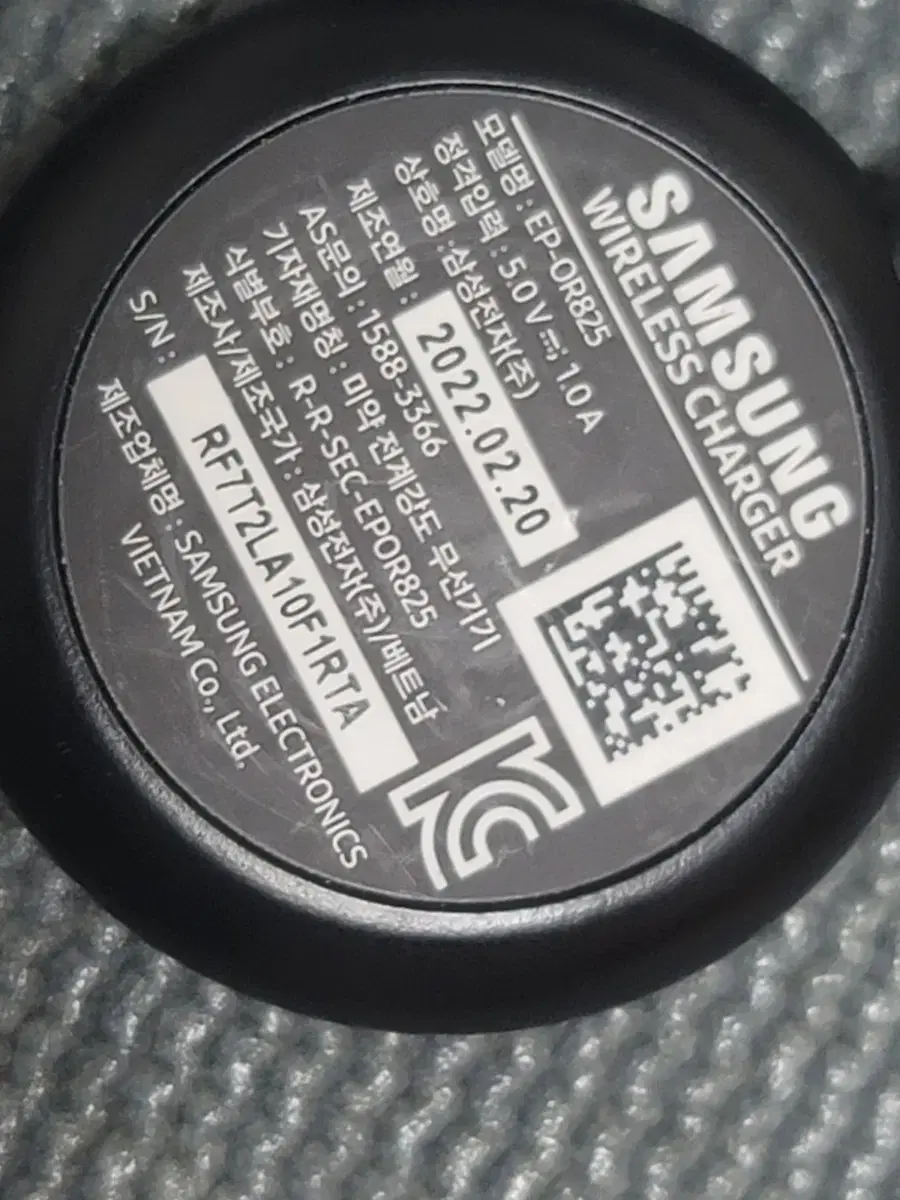 SAMSUNG
WIRELESS CHARGER
모델명 : EP-OR825
정격입력 : 5.0 V ⎓ 1.0 A
상호명 : 삼성전자(주)
제조연월 : 2022.02.20
AS문의 : 1588-3366
기자재명칭 : 미약 전계강도 무선기기
식별부호 : R-R-SEC-EPOR825
제조사/제조국가 : 삼성전자(주)/베트남
S/N : RF7T2LA10F1RTA
제조업체명 : SAMSUNG ELECTRONICS
VIETNAM Co., Ltd.